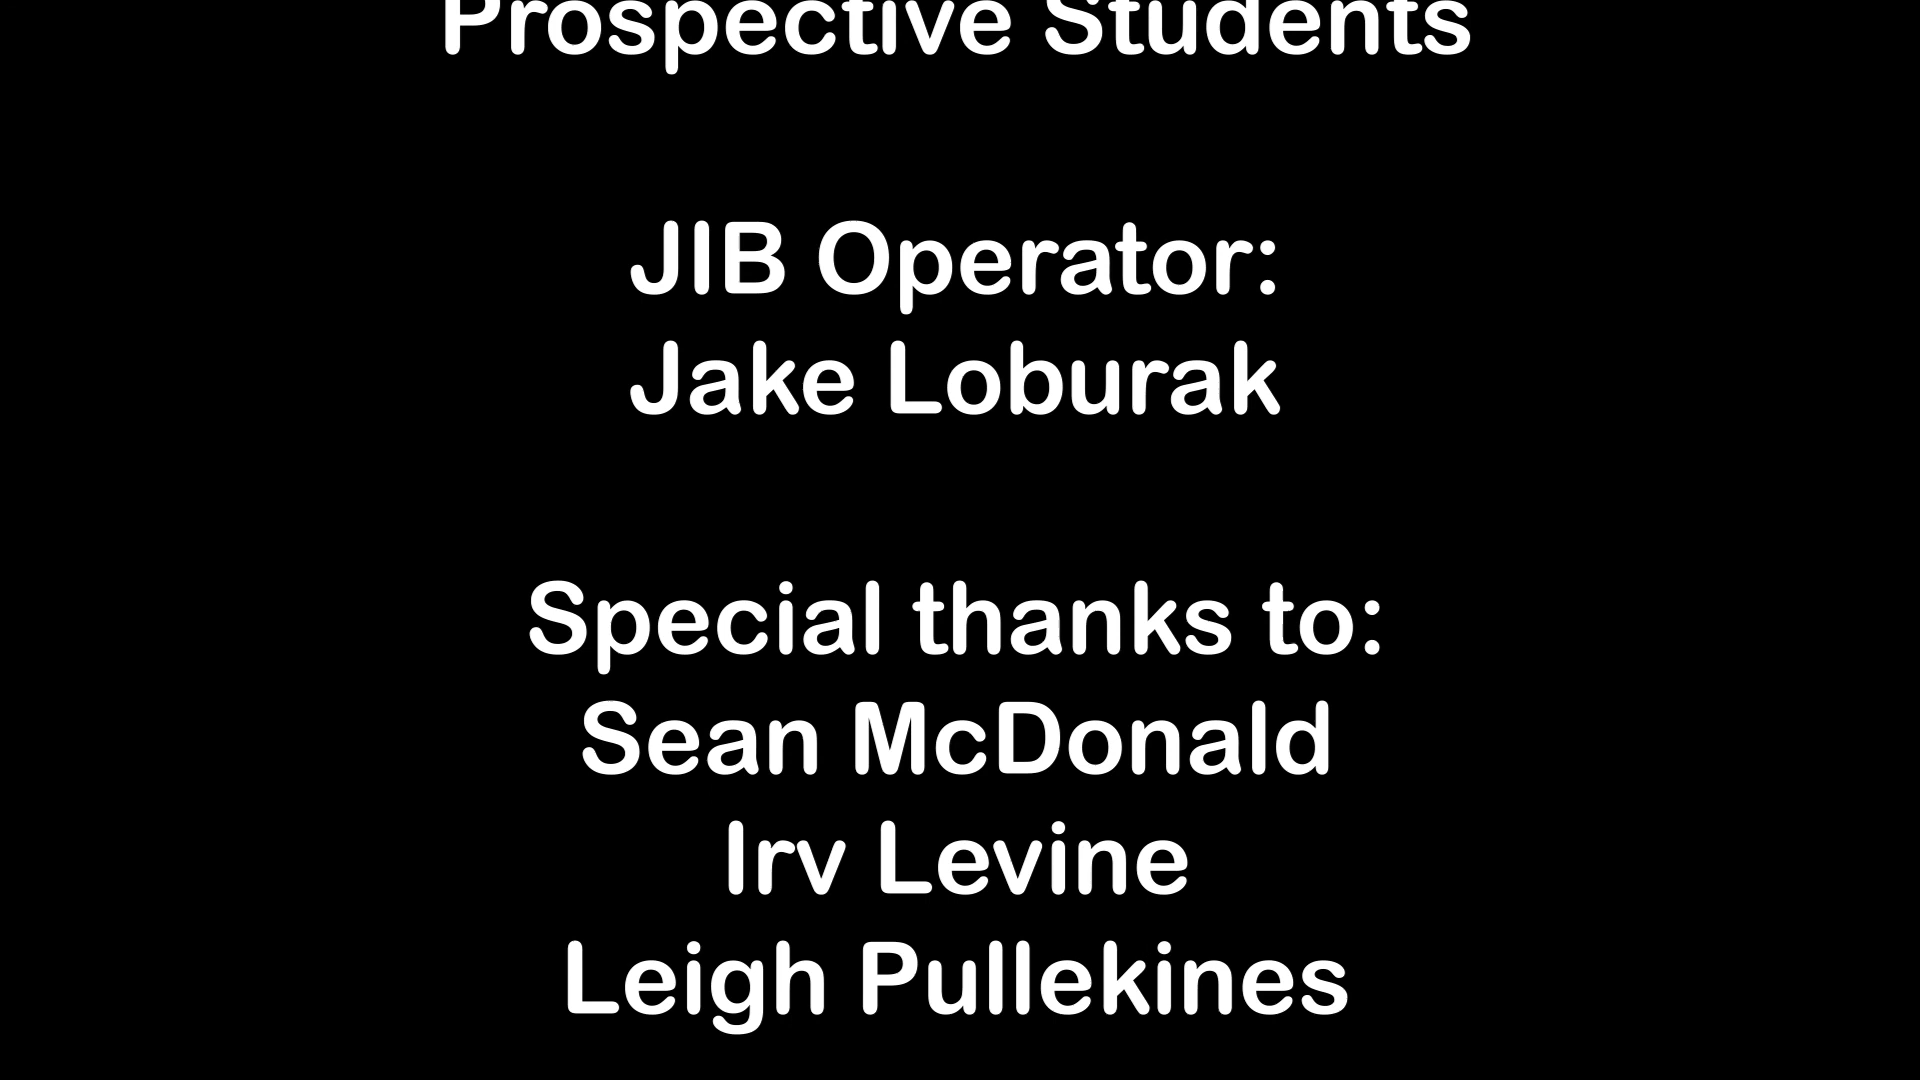 Prospective Students
JIB Operator:
Jake Loburak
Special thanks to:
Sean McDonald
Irv Levine
Leigh Pullekines